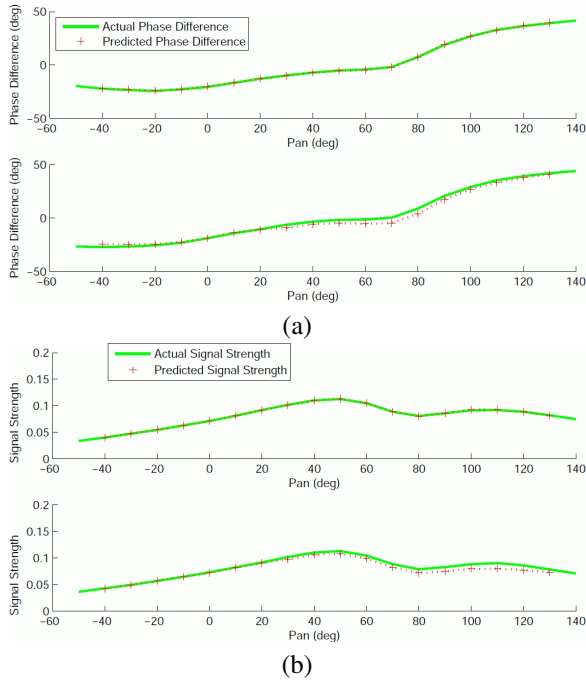 Actual Phase Difference
Predicted Phase Difference
Phase Difference (deg)
50
0
−50
−60 −40 −20 0 20 40 60 80 100 120 140
Pan (deg)
Phase Difference (deg)
50
0
−50
−60 −40 −20 0 20 40 60 80 100 120 140
Pan (deg)
(a)
Actual Signal Strength
Predicted Signal Strength
Signal Strength
0.2
0.15
0.1
0.05
0
−60 −40 −20 0 20 40 60 80 100 120 140
Pan (deg)
Signal Strength
0.2
0.15
0.1
0.05
0
−60 −40 −20 0 20 40 60 80 100 120 140
Pan (deg)
(b)